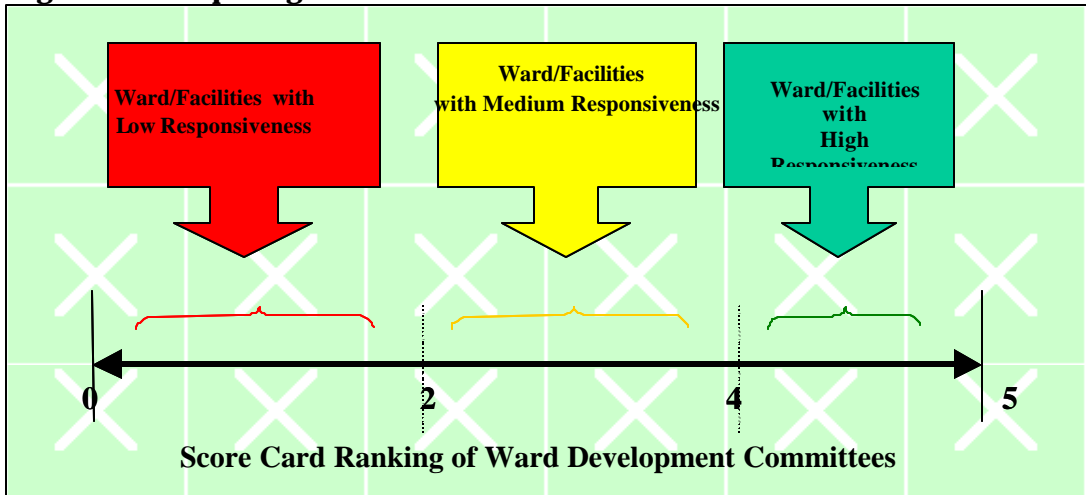 Ward/Facilities with
Low Responsiveness
Ward/Facilities
with Medium Responsiveness
Ward/Facilities
with
High
Responsiveness
0 2 4 5
Score Card Ranking of Ward Development Committees